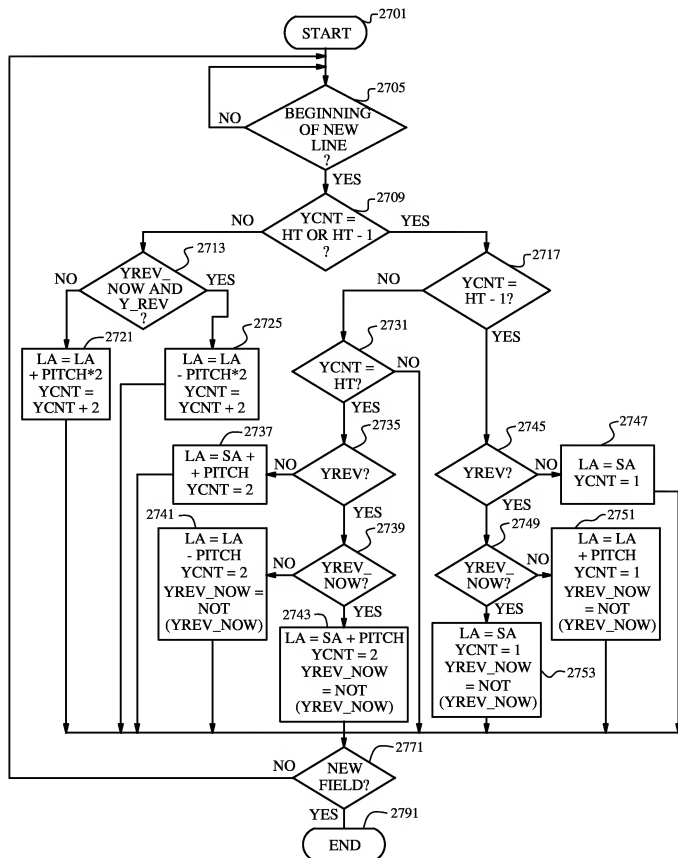 2701
START
2705
BEGINNING
OF NEW
LINE
?
NO
YES
2709
YCNT =
HT OR HT - 1
?
NO
YES
2713
YREV_
NOW AND
Y_REV
?
NO
YES
2717
YCNT =
HT - 1?
NO
YES
2721
LA = LA
+ PITCH*2
YCNT =
YCNT + 2
2725
LA = LA
- PITCH*2
YCNT =
YCNT + 2
2731
YCNT =
HT?
NO
YES
2735
YREV?
NO
YES
2737
LA = SA +
+ PITCH
YCNT = 2
2745
YREV?
NO
YES
2747
LA = SA
YCNT = 1
2739
YREV_
NOW?
NO
YES
2741
LA = LA
- PITCH
YCNT = 2
YREV_NOW =
NOT
(YREV_NOW)
2749
YREV_
NOW?
NO
YES
2751
LA = LA
+ PITCH
YCNT = 1
YREV_NOW
= NOT
(YREV_NOW)
2743
LA = SA + PITCH
YCNT = 2
YREV_NOW
= NOT
(YREV_NOW)
2753
LA = SA
YCNT = 1
YREV_NOW
= NOT
(YREV_NOW)
2771
NEW
FIELD?
NO
YES
2791
END